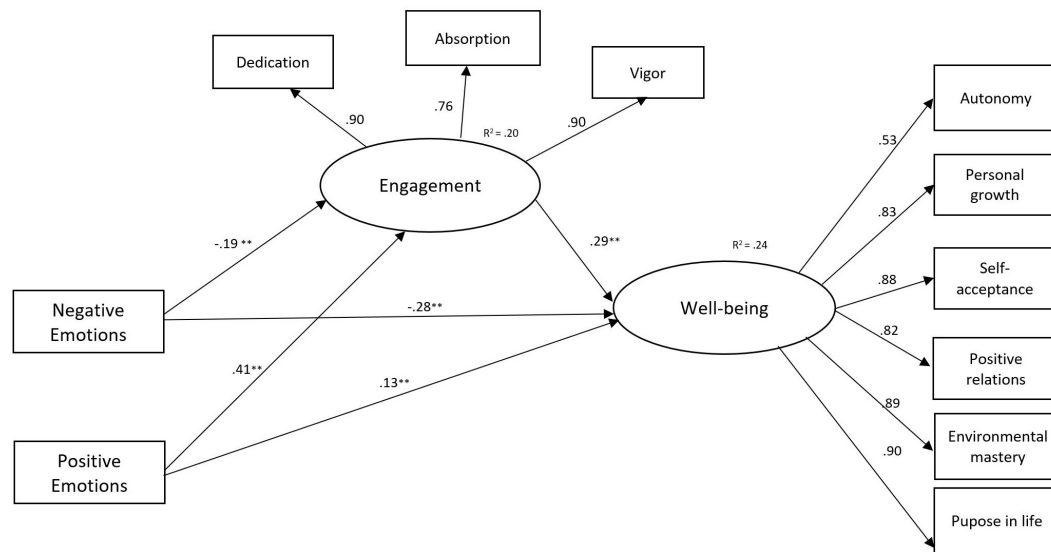 Absorption
Dedication
Vigor
.90
.76
.90
R² = .20
Engagement
Autonomy
.53
Personal
growth
.83
-.19 **
.29**
R² = .24
Self-
acceptance
.88
Negative
Emotions
-.28**
Well-being
.82
Positive
relations
.41**
.13**
.89
Environmental
mastery
.90
Positive
Emotions
Pupose in life